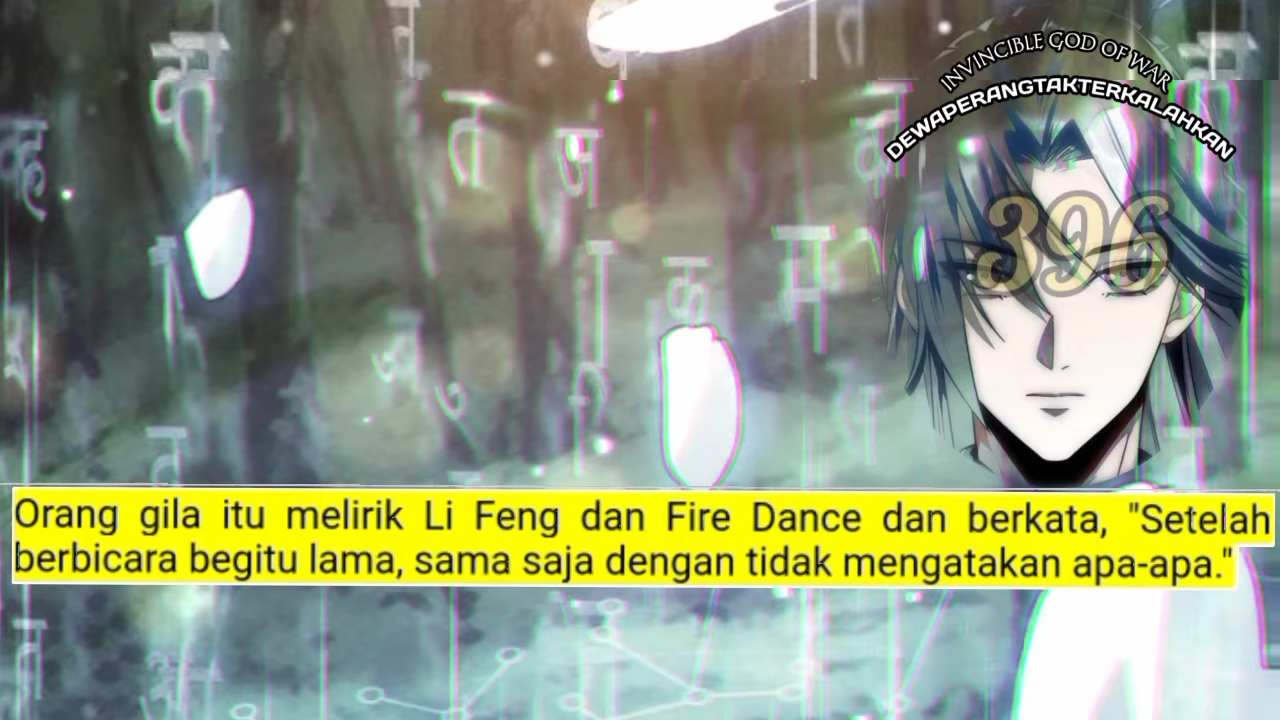 INVINCIBLE GOD OF WAR
DEWAPERANGTAKTERKALAHKAN
396
Orang gila itu melirik Li Feng dan Fire Dance dan berkata, "Setelah
berbicara begitu lama, sama saja dengan tidak mengatakan apa-apa."